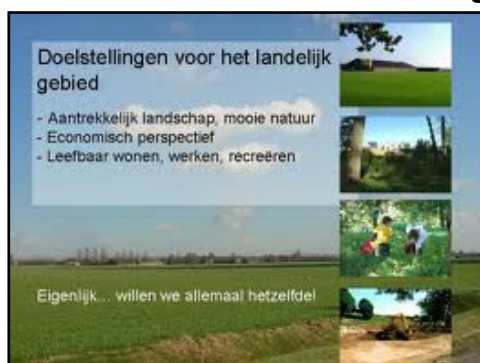 Doelstellingen voor het landelijk
gebied
- Aantrekkelijk landschap, mooie natuur
- Economisch perspectief
- Leefbaar wonen, werken, recreëren
Eigenlijk... willen we allemaal hetzelfde!